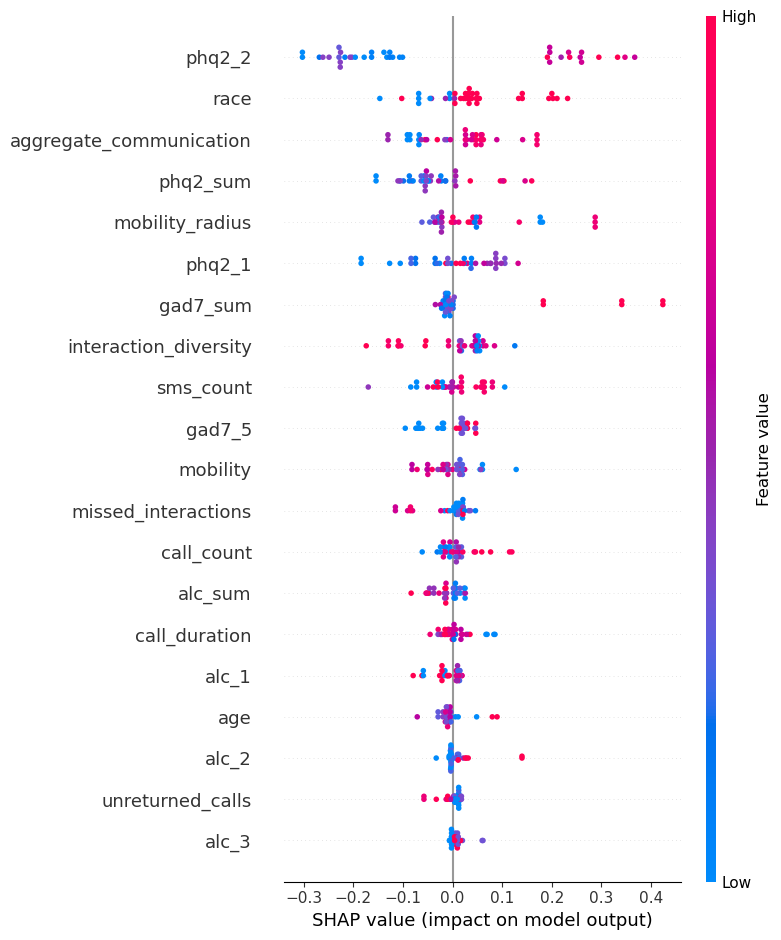 High
phq2_2
race
aggregate_communication
phq2_sum
mobility_radius
phq2_1
gad7_sum
interaction_diversity
sms_count
gad7_5
mobility
missed_interactions
call_count
alc_sum
call_duration
alc_1
age
alc_2
unreturned_calls
alc_3
Feature value
Low
−0.3 −0.2 −0.1 0.0 0.1 0.2 0.3 0.4
SHAP value (impact on model output)